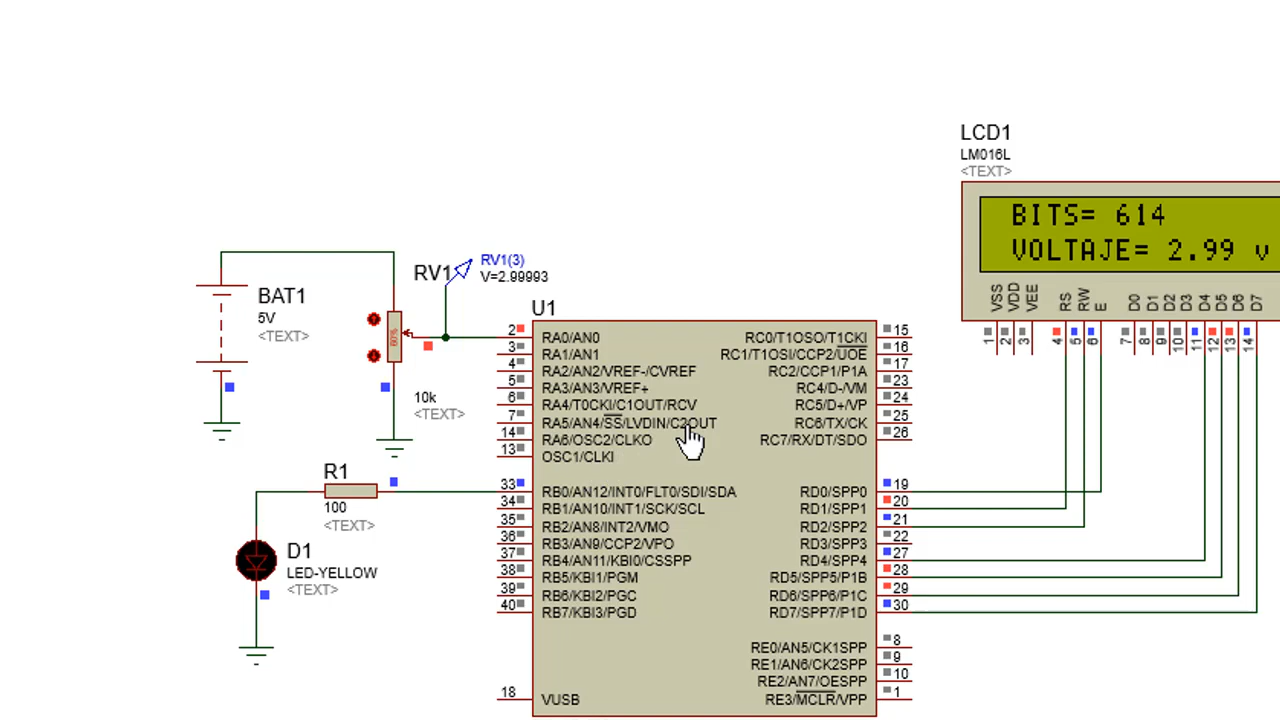 LCD1
LM016L
<TEXT>
BITS= 614
VOLTAJE= 2.99 v
VSS
VDD
VEE
RS
RW
E
D0
D1
D2
D3
D4
D5
D6
D7
1
2
3
4
5
6
7
8
9
10
11
12
13
14
RV1(3)
V=2.99993
RV1
BAT1
5V
<TEXT>
60%
10k
<TEXT>
U1
2 RA0/AN0
3 RA1/AN1
4 RA2/AN2/VREF-/CVREF
5 RA3/AN3/VREF+
6 RA4/T0CKI/C1OUT/RCV
7 RA5/AN4/SS/LVDIN/C2OUT
14 RA6/OSC2/CLKO
13 OSC1/CLKI
33 RB0/AN12/INT0/FLT0/SDI/SDA
34 RB1/AN10/INT1/SCK/SCL
35 RB2/AN8/INT2/VMO
36 RB3/AN9/CCP2/VPO
37 RB4/AN11/KBI0/CSSPP
38 RB5/KBI1/PGM
39 RB6/KBI2/PGC
40 RB7/KBI3/PGD
18 VUSB
RC0/T1OSO/T1CKI 15
RC1/T1OSI/CCP2/UOE 16
RC2/CCP1/P1A 17
RC4/D-/VM 23
RC5/D+/VP 24
RC6/TX/CK 25
RC7/RX/DT/SDO 26
RD0/SPP0 19
RD1/SPP1 20
RD2/SPP2 21
RD3/SPP3 22
RD4/SPP4 27
RD5/SPP5/P1B 28
RD6/SPP6/P1C 29
RD7/SPP7/P1D 30
RE0/AN5/CK1SPP 8
RE1/AN6/CK2SPP 9
RE2/AN7/OESPP 10
RE3/MCLR/VPP 1
R1
100
<TEXT>
D1
LED-YELLOW
<TEXT>